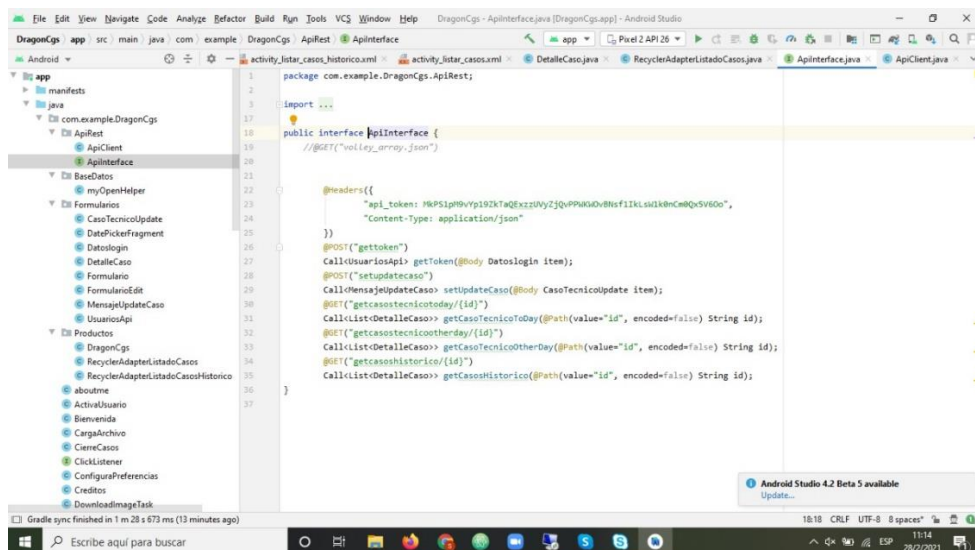 File Edit View Navigate Code Analyze Refactor Build Run Tools VCS Window Help DragonCgs - ApiInterface.java [DragonCgs.app] - Android Studio
DragonCgs app src main java com example DragonCgs ApiRest ApiInterface
app Pixel 2 API 26
Android
activity_listar_casos_historico.xml activity_listar_casos.xml DetalleCaso.java RecyclerAdapterListadoCasos.java ApiInterface.java ApiClient.java
app
manifests
java
com.example.DragonCgs
ApiRest
ApiClient
ApiInterface
BaseDatos
myOpenHelper
Formularios
CasoTecnicoUpdate
DatePickerFragment
Datoslogin
DetalleCaso
Formulario
FormularioEdit
MensajeUpdateCaso
UsuariosApi
Productos
DragonCgs
RecyclerAdapterListadoCasos
RecyclerAdapterListadoCasosHistorico
aboutme
ActivaUsuario
Bienvenida
CargaArchivo
CierreCasos
ClickListener
ConfiguraPreferencias
Creditos
DownloadImageTask
1 package com.example.DragonCgs.ApiRest;
2
3 import ...
17
18 public interface ApiInterface {
19 //@GET("volley_array.json")
20
21
22 @Headers({
23 "api_token:
24 "Content-Type: application/json"
25 })
26 @POST("gettoken")
27 Call<UsuariosApi> getToken(@Body Datoslogin item);
28 @POST("setupdatecaso")
29 Call<MensajeUpdateCaso> setUpdateCaso(@Body CasoTecnicoUpdate item);
30 @GET("getcasostecnicotoday/{id}")
31 Call<List<DetalleCaso>> getCasoTecnicoToDay(@Path(value="id", encoded=false) String id);
32 @GET("getcasostecnicootherday/{id}")
33 Call<List<DetalleCaso>> getCasoTecnicoOtherDay(@Path(value="id", encoded=false) String id);
34 @GET("getcasoshistorico/{id}")
35 Call<List<DetalleCaso>> getCasosHistorico(@Path(value="id", encoded=false) String id);
36 }
37
Android Studio 4.2 Beta 5 available
Update...
Gradle sync finished in 1 m 28 s 673 ms (13 minutes ago)
18:18 CRLF UTF-8 8 spaces*
Escribe aquí para buscar
ESP
11:14
28/2/2021